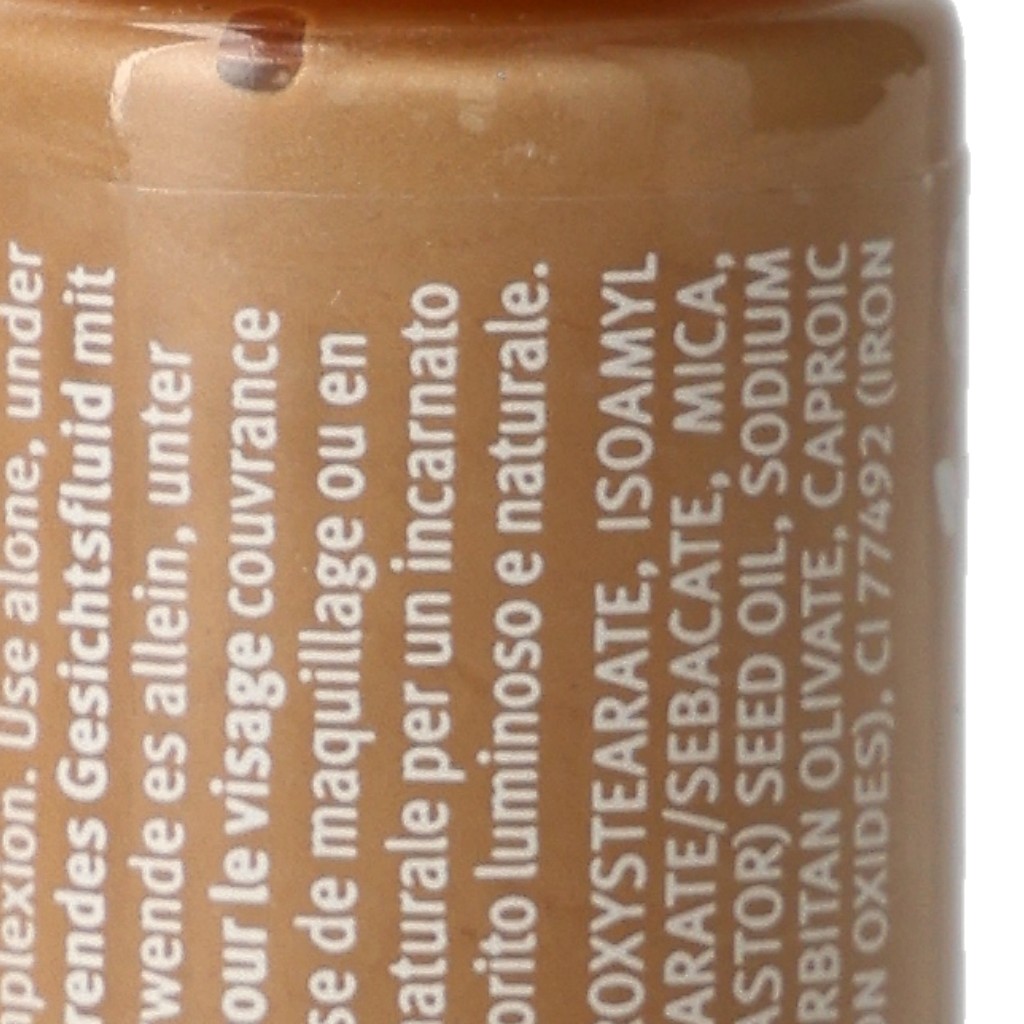 mplexion. Use alone, under
rendes Gesichtsfluid mit
wende es allein, unter
our le visage couvrance
se de maquillage ou en
naturale per un incarnato
orito luminoso e naturale.
ROXYSTEARATE, ISOAMYL
ARATE/SEBACATE, MICA,
ASTOR) SEED OIL, SODIUM
RBITAN OLIVATE, CAPROIC
ON OXIDES), CI 77492 (IRON